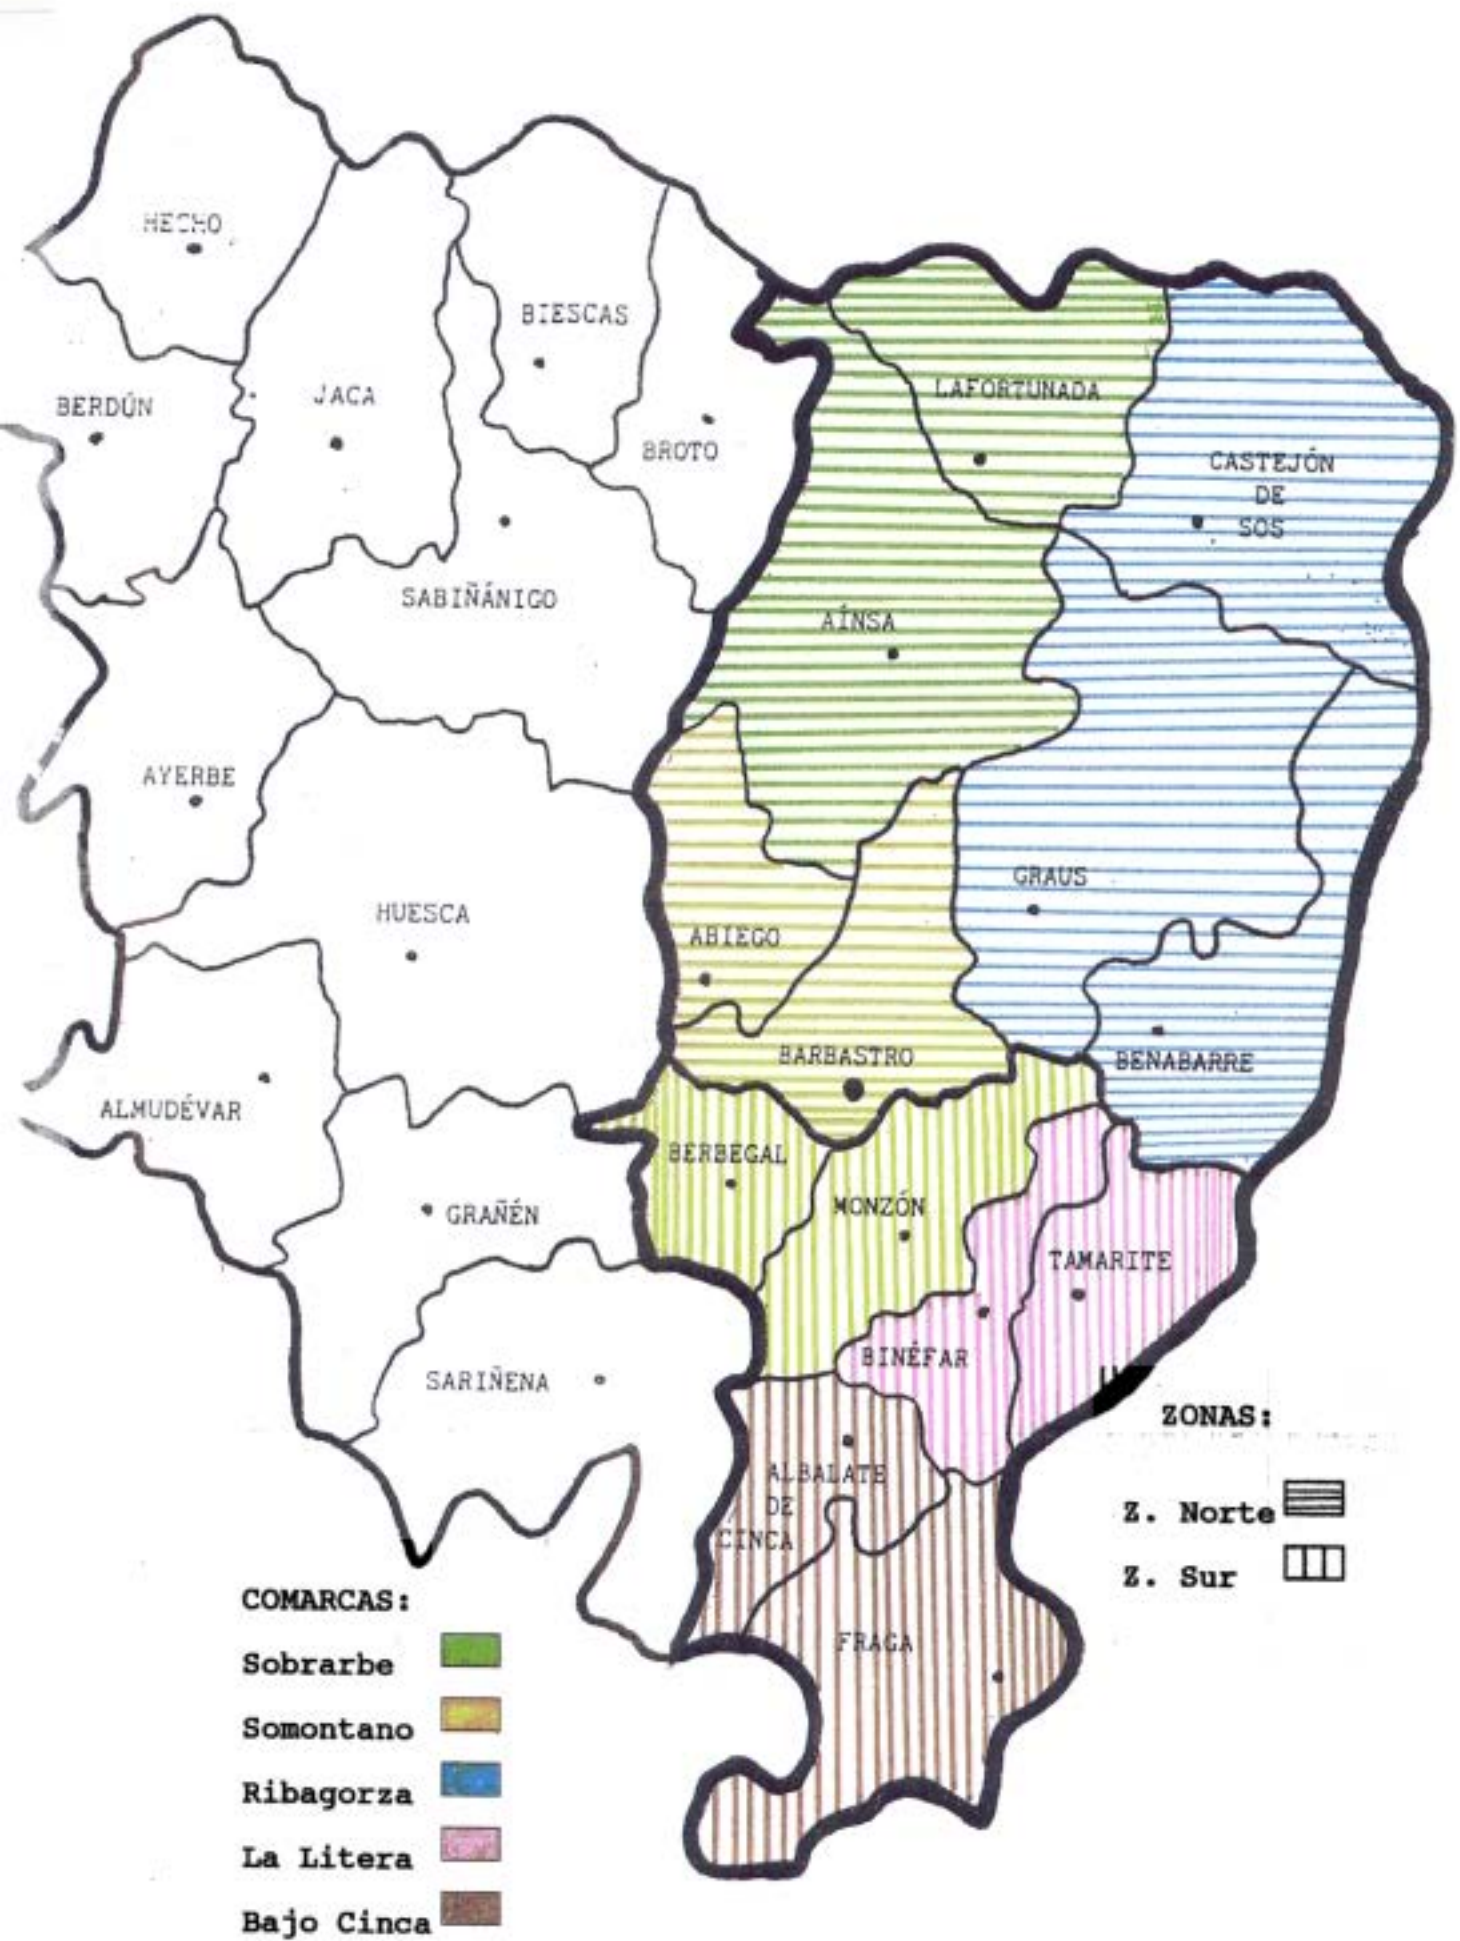 HECHO
BIESCAS
BERDÚN
JACA
LAFORTUNADA
BROTO
CASTEJÓN
DE
SOS
SABIÑÁNIGO
AÍNSA
AYERBE
GRAUS
HUESCA
ABIEGO
BARBASTRO
BENABARRE
ALMUDÉVAR
BERBEGAL
MONZÓN
GRAÑÉN
TAMARITE
BINÉFAR
SARIÑENA
ZONAS:
ALBALATE
DE
CINCA
Z. Norte
Z. Sur
COMARCAS:
FRAGA
Sobrarbe
Somontano
Ribagorza
La Litera
Bajo Cinca